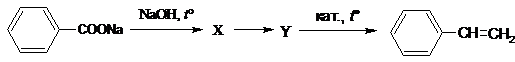 COONa NaOH, t° X Y кат., t° CH=CH₂